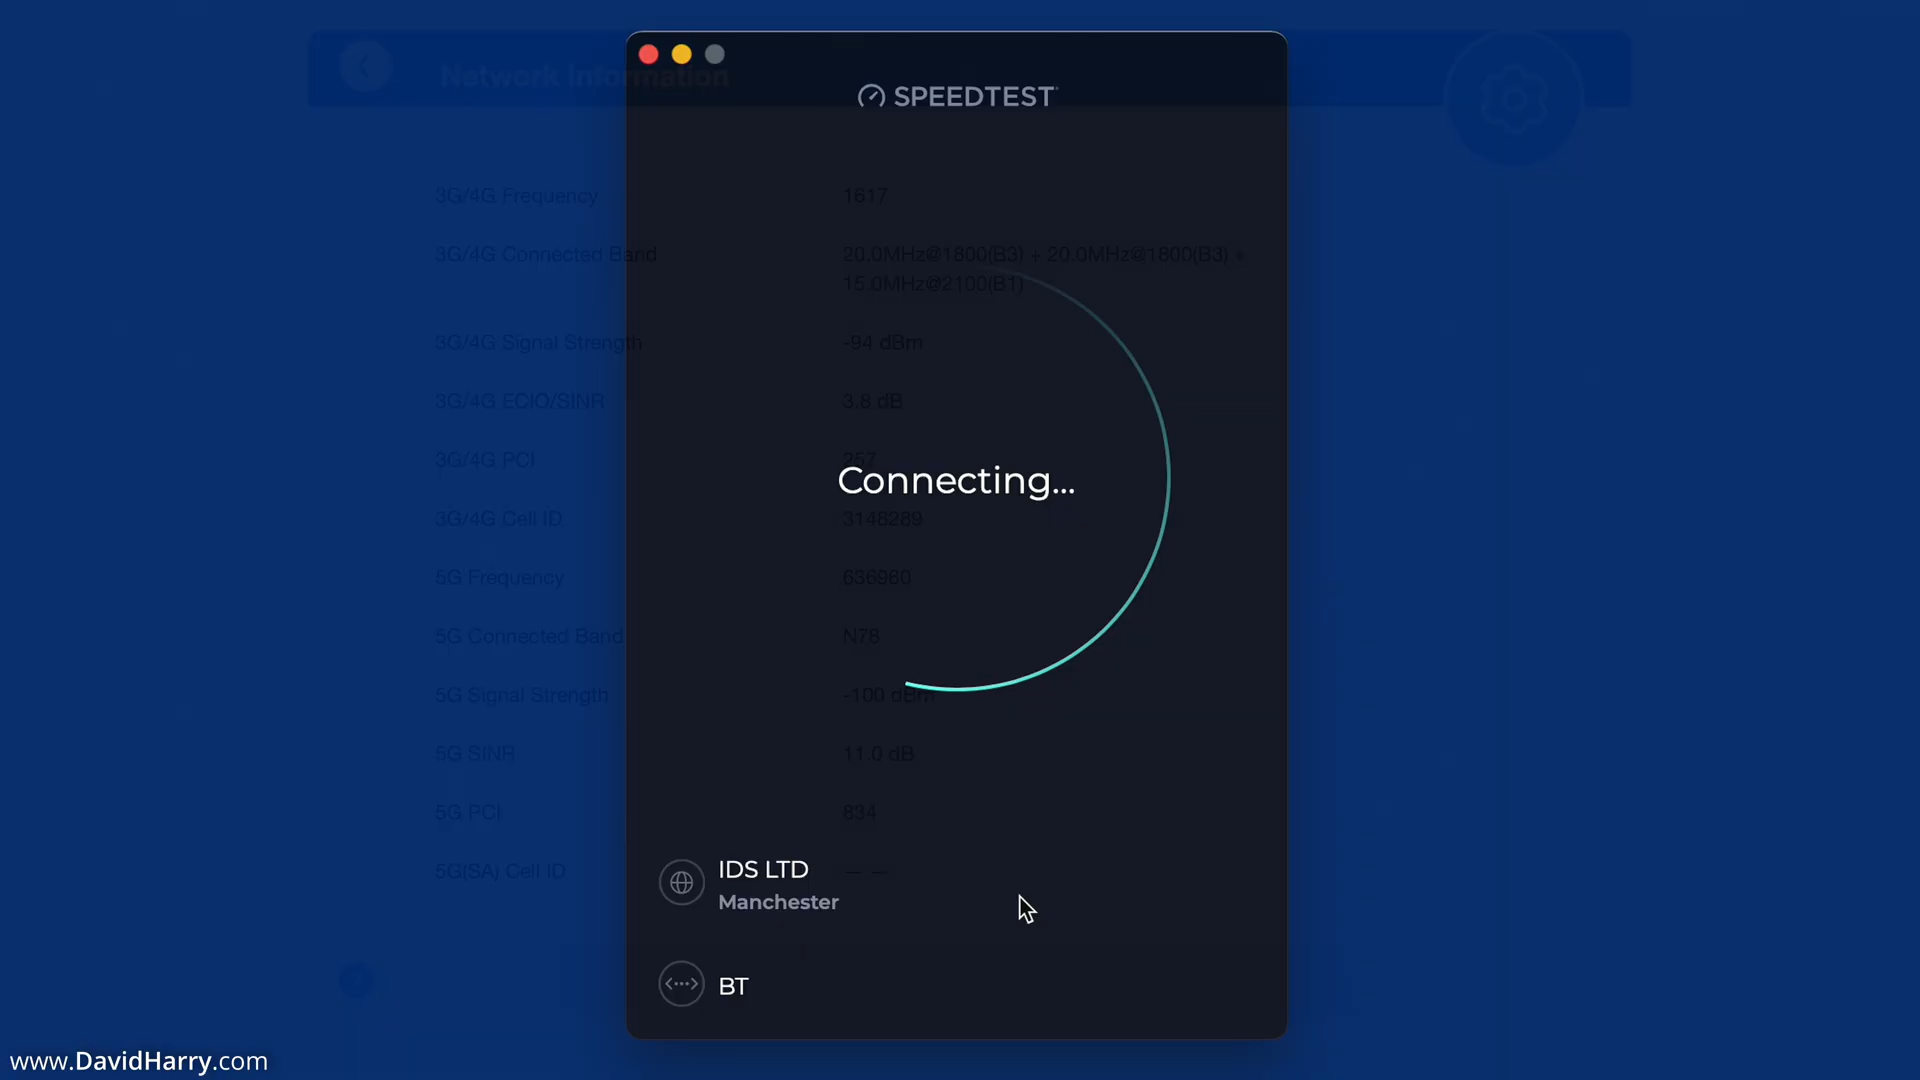 Network Information
SPEEDTEST
3G/4G Frequency 1617
3G/4G Connected Band 20.0MHz@1800(B3) + 20.0MHz@1800(B3) +
15.0MHz@2100(B1)
3G/4G Signal Strength -94 dBm
3G/4G ECIO/SINR 3.8 dB
3G/4G PCI 257
Connecting...
3G/4G Cell ID 3148289
5G Frequency 636960
5G Connected Band N78
5G Signal Strength -100 dBm
5G SINR 11.0 dB
5G PCI 834
5G(SA) Cell ID — —
IDS LTD
Manchester
BT
www.DavidHarry.com